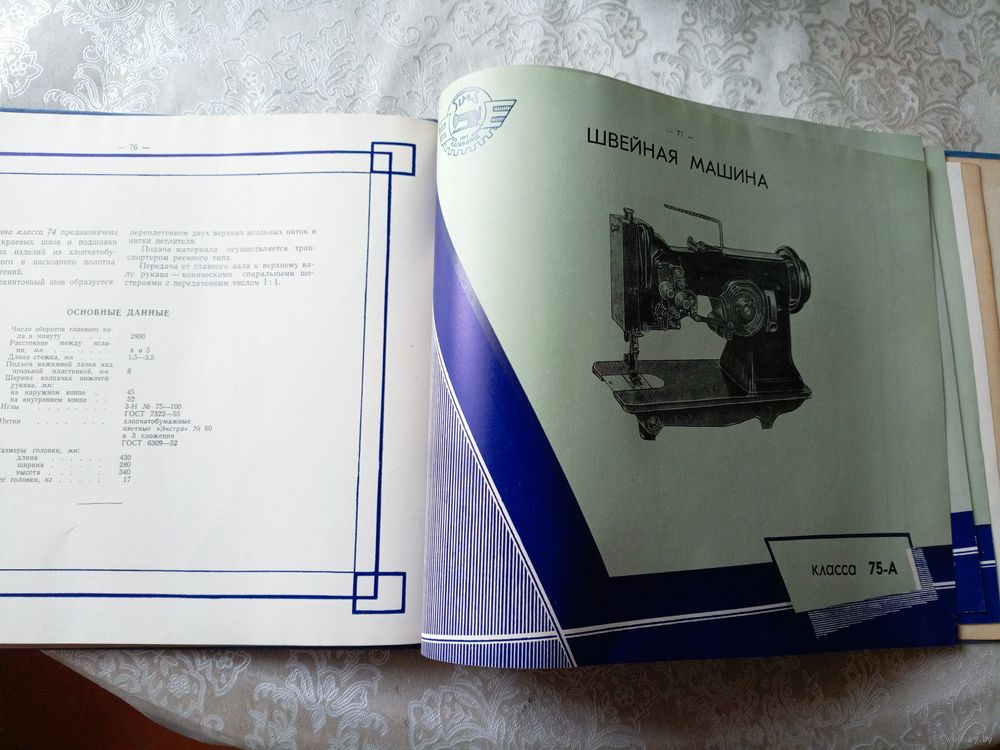 — 76 —
ина класса 74 предназначена
краевых швов и подшивки
х изделий из хлопчатобу-
ого и вискозного полотна
тений.
ехниточный шов образуется
переплетением двух верхних игольных ниток и
нитки петлителя.
Подача материала осуществляется тран-
спортером реечного типа.
Передача от главного вала к верхнему ва-
лу рукава — коническими спиральными ше-
стернями с передаточным числом 1 : 1.
ОСНОВНЫЕ ДАННЫЕ
Число оборотов главного ва-
ла в минуту . . . . . . 2800
Расстояние между игла-
ми, мм . . . . . . . 4 и 5
Длина стежка, мм . . . . 1,5—3,5
Подъем нажимной лапки над
игольной пластинкой, мм 6
Ширина колпачка нижнего
рукава, мм:
на наружном конце . . 45
на внутреннем конце . . 52
Иглы . . . . . . . 3-Н № 75—100
ГОСТ 7322—55
Нитки . . . . . . хлопчатобумажные
цветные «Экстра» № 60
в 3 сложения
ГОСТ 6309—52
Размеры головки, мм:
длина . . . . . . . 430
ширина . . . . . . 280
высота . . . . . . 340
ес головки, кг . . . . . 17
— 77 —
ШВЕЙНАЯ МАШИНА
КАЛИНИНА
класса 75-А